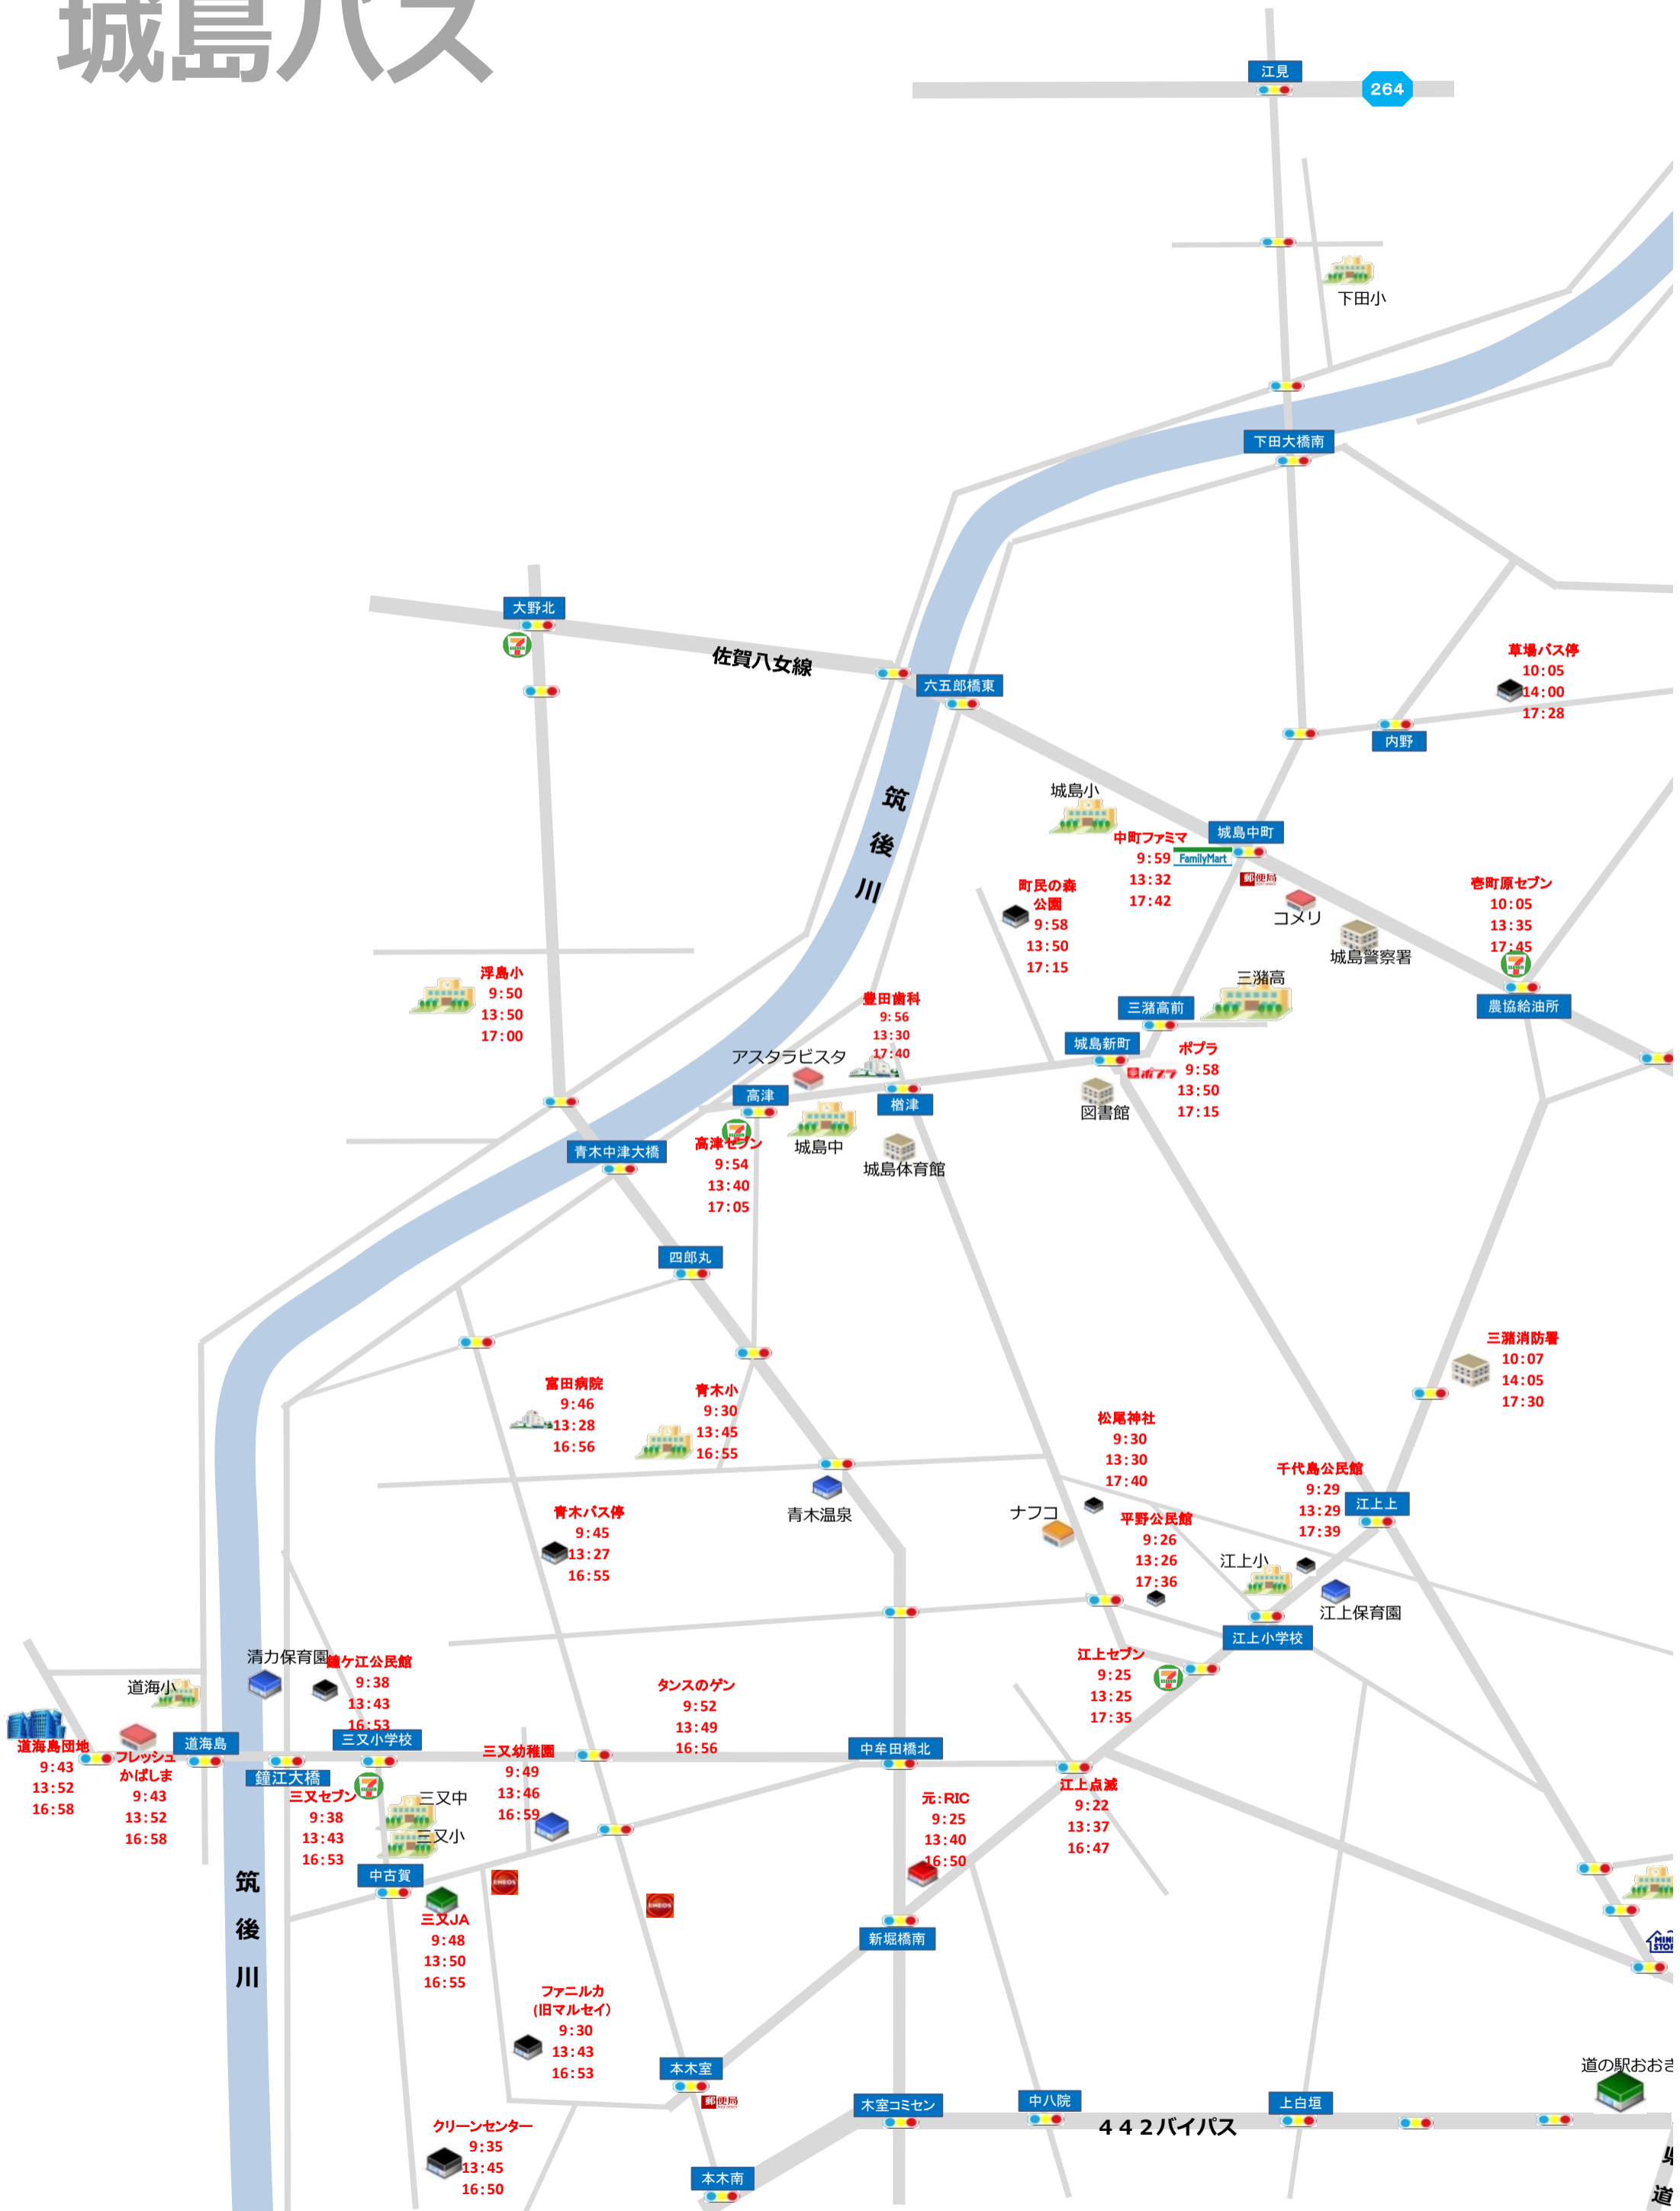 城島バス
江見
264
下田小
下田大橋南
大野北
佐賀八女線
六五郎橋東
草場バス停
10:05
14:00
17:28
内野
筑
後
川
城島小
中町ファミマ
9:59
13:32
17:42
城島中町
FamilyMart
郵便局
コメリ
城島警察署
町民の森
公園
9:58
13:50
17:15
壱町原セブン
10:05
13:35
17:45
農協給油所
浮島小
9:50
13:50
17:00
豊田歯科
9:56
13:30
17:40
三潴高
三潴高前
城島新町
ポプラ
ポプラ
9:58
13:50
17:15
図書館
アスタラビスタ
高津
楢津
城島中
城島体育館
高津セブン
9:54
13:40
17:05
青木中津大橋
四郎丸
三潴消防署
10:07
14:05
17:30
富田病院
9:46
13:28
16:56
青木小
9:30
13:45
16:55
青木温泉
松尾神社
9:30
13:30
17:40
千代島公民館
9:29
13:29
17:39
江上上
青木バス停
9:45
13:27
16:55
ナフコ
平野公民館
9:26
13:26
17:36
江上小
江上保育園
江上小学校
清力保育園
鐘ケ江公民館
9:38
13:43
16:53
道海小
タンスのゲン
9:52
13:49
16:56
江上セブン
9:25
13:25
17:35
道海島団地
9:43
13:52
16:58
フレッシュ
かばしま
9:43
13:52
16:58
道海島
鐘江大橋
三又小学校
三又セブン
9:38
13:43
16:53
三又中
三又小
三又幼稚園
9:49
13:46
16:59
中牟田橋北
元:RIC
9:25
13:40
16:50
江上点滅
9:22
13:37
16:47
中古賀
ENEOS
ENEOS
筑
後
川
三又JA
9:48
13:50
16:55
新堀橋南
MINI
STOP
ファニルカ
(旧マルセイ)
9:30
13:43
16:53
本木室
郵便局
道の駅おおき
木室コミセン
中八院
上白垣
442バイパス
クリーンセンター
9:35
13:45
16:50
本木南
県
道